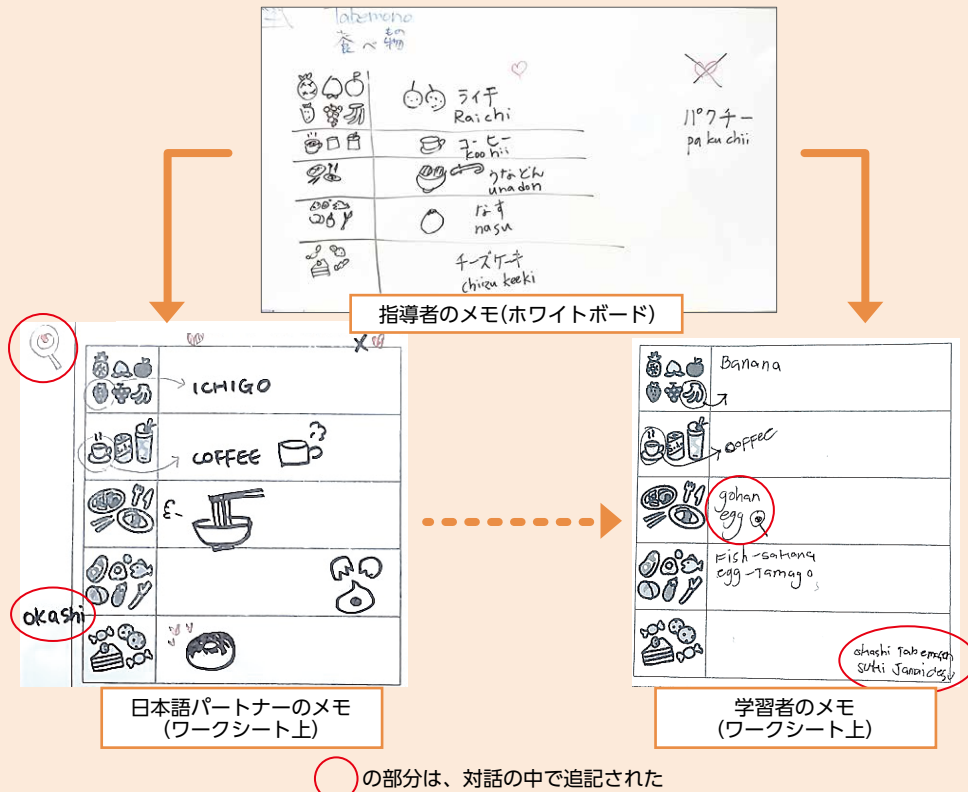 Tabemono
食べ物
もの
ライチ
Raichi
パクチー
pakuchii
コーヒー
koohii
うなどん
unadon
なす
nasu
チーズケーキ
chiizu keeki
指導者のメモ(ホワイトボード)
ICHIGO
COFFEE
okashi
日本語パートナーのメモ
(ワークシート上)
Banana
COFFEE
gohan
egg
Fish-sakana
egg-Tamago
suki Janaides
学習者のメモ
(ワークシート上)
の部分は、対話の中で追記された